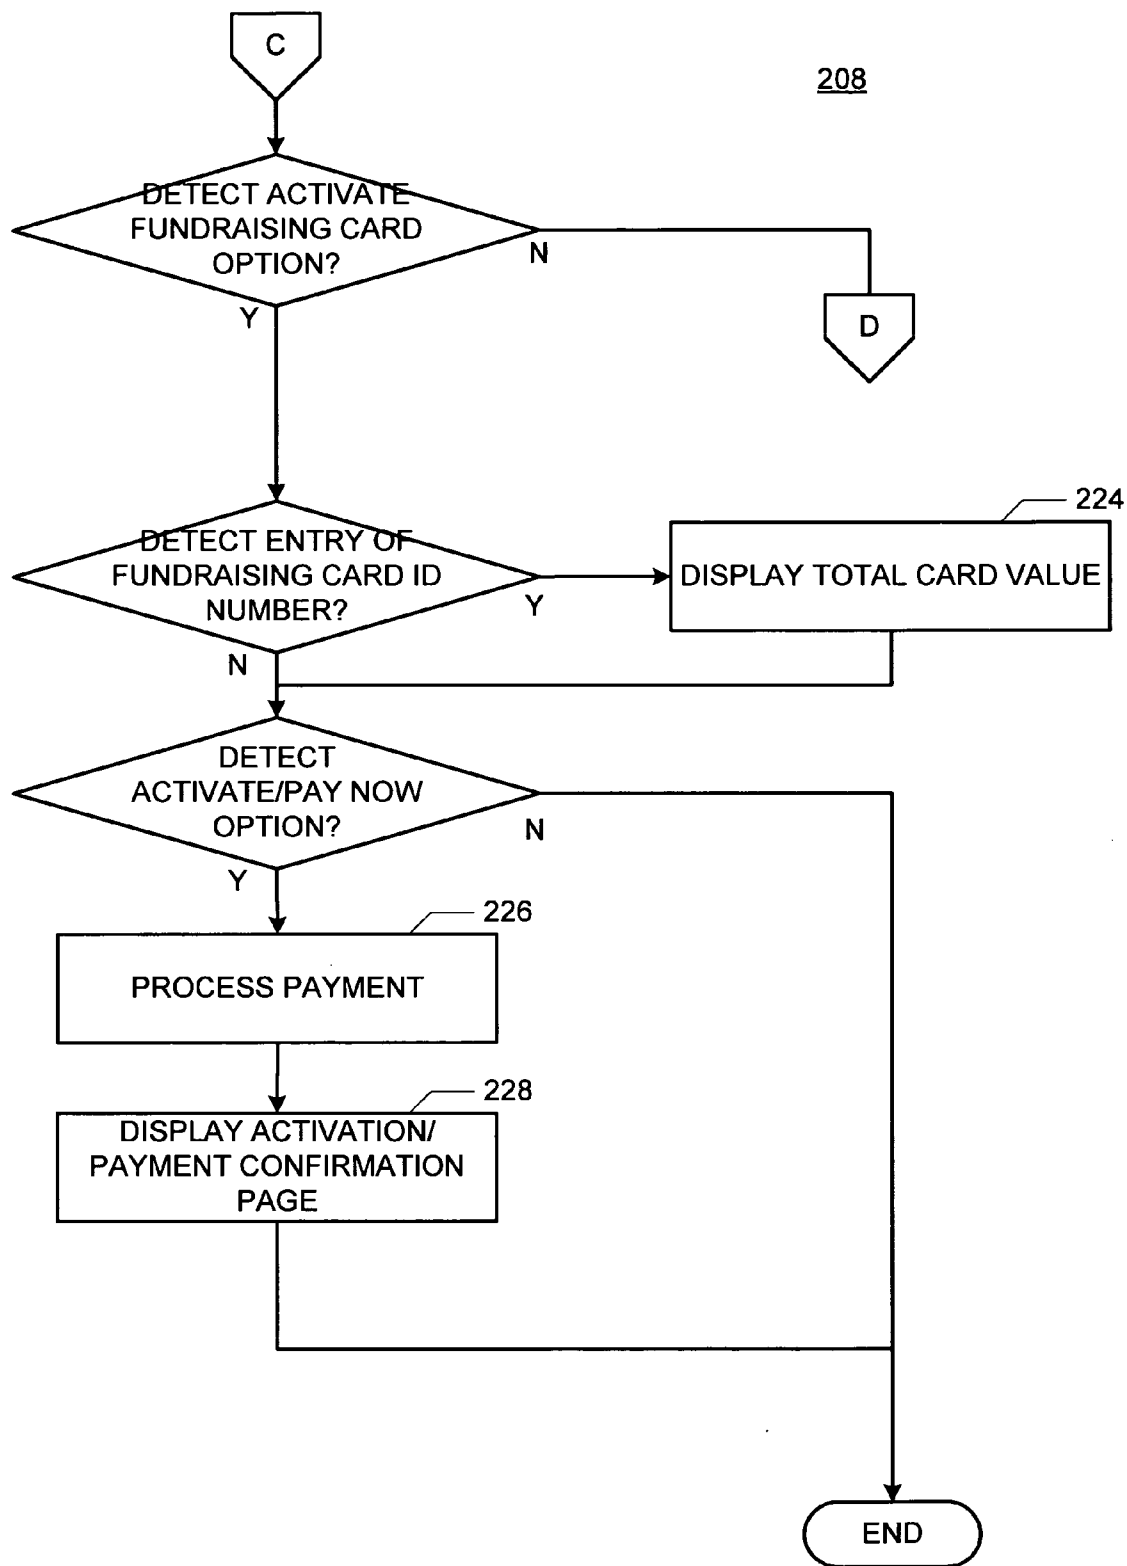 C
208
DETECT ACTIVATE
FUNDRAISING CARD
OPTION?
N
Y
D
DETECT ENTRY OF
FUNDRAISING CARD ID
NUMBER?
Y
N
224
DISPLAY TOTAL CARD VALUE
DETECT
ACTIVATE/PAY NOW
OPTION?
N
Y
226
PROCESS PAYMENT
228
DISPLAY ACTIVATION/
PAYMENT CONFIRMATION
PAGE
END